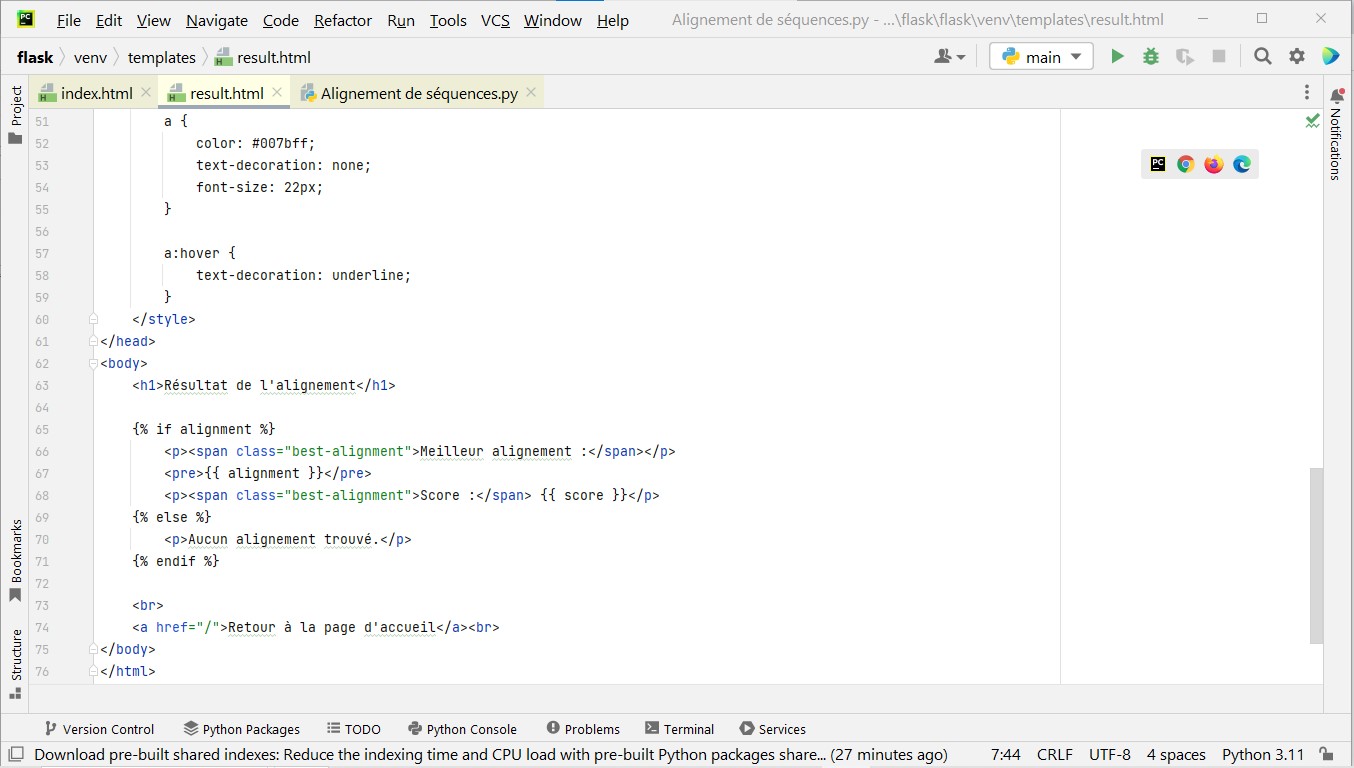 PC File Edit View Navigate Code Refactor Run Tools VCS Window Help Alignement de séquences.py - ...\flask\flask\venv\templates\result.html
flask venv templates H result.html main
H index.html H result.html Alignement de séquences.py
Project
Bookmarks
Structure
Notifications
PC
51 a {
52 color: #007bff;
53 text-decoration: none;
54 font-size: 22px;
55 }
56
57 a:hover {
58 text-decoration: underline;
59 }
60 </style>
61 </head>
62 <body>
63 <h1>Résultat de l'alignement</h1>
64
65 {% if alignment %}
66 <p><span class="best-alignment">Meilleur alignement :</span></p>
67 <pre>{{ alignment }}</pre>
68 <p><span class="best-alignment">Score :</span> {{ score }}</p>
69 {% else %}
70 <p>Aucun alignement trouvé.</p>
71 {% endif %}
72
73 <br>
74 <a href="/">Retour à la page d'accueil</a><br>
75 </body>
76 </html>
Version Control Python Packages TODO Python Console Problems Terminal Services
Download pre-built shared indexes: Reduce the indexing time and CPU load with pre-built Python packages share... (27 minutes ago) 7:44 CRLF UTF-8 4 spaces Python 3.11